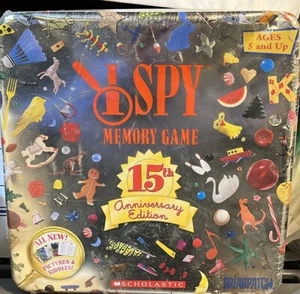 AGES
5 and Up
I SPY
MEMORY GAME
15th
Anniversary
Edition
ALL NEW!
PICTURES &
RIDDLES!
SCHOLASTIC
BRIARPATCH